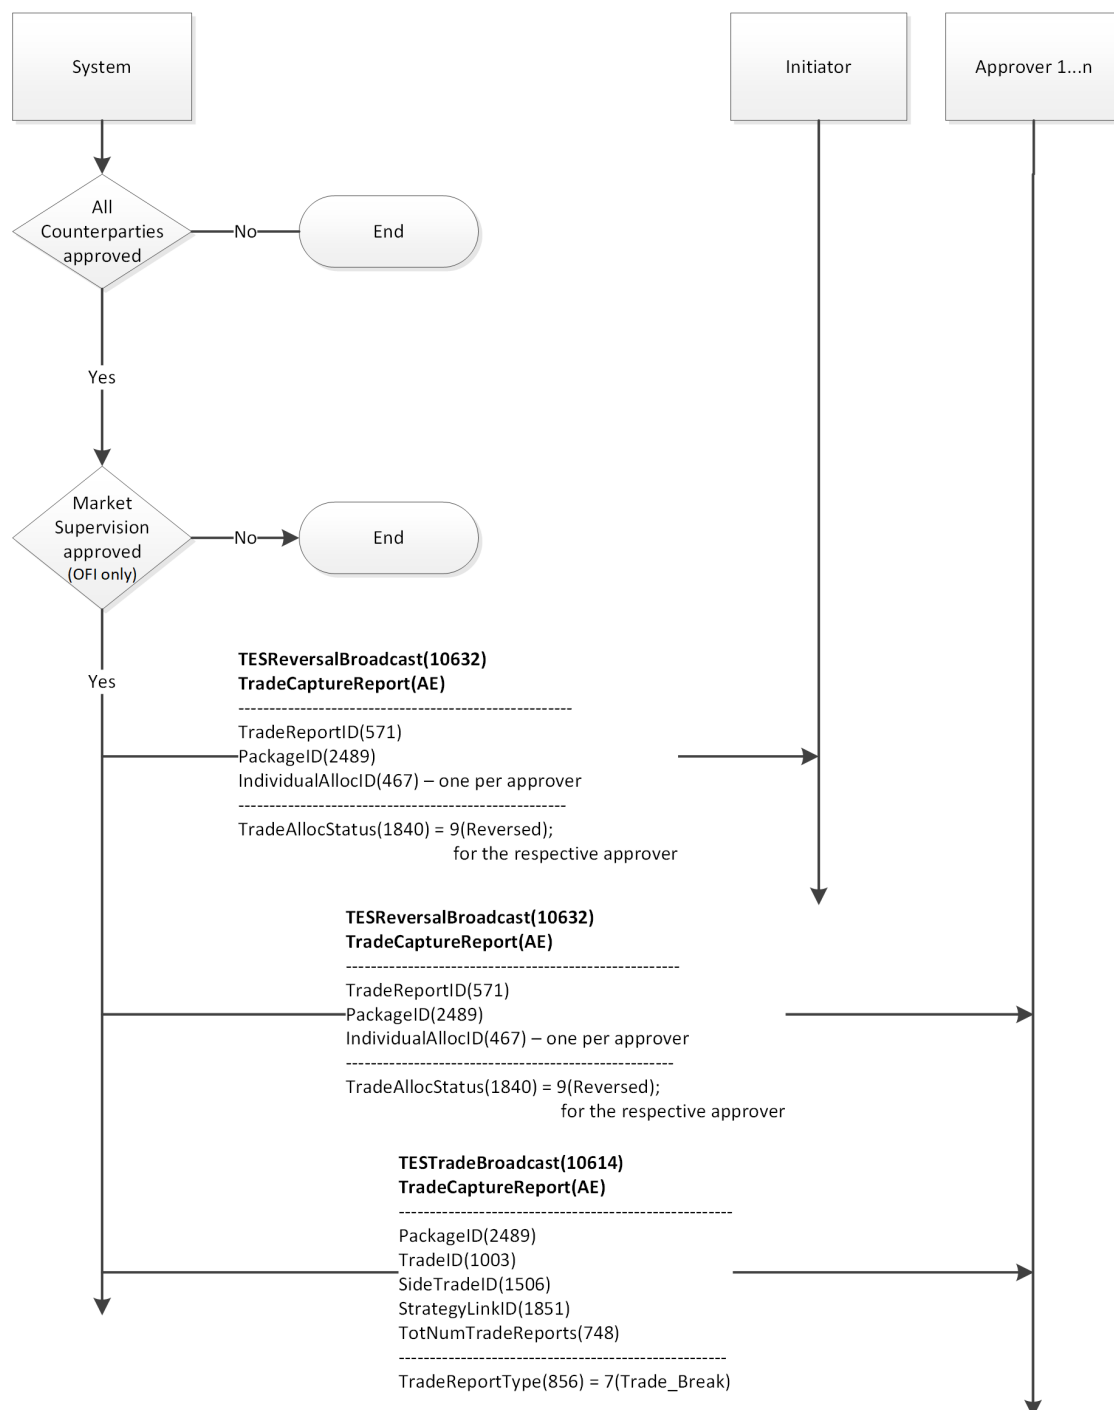 System
Initiator
Approver 1...n
All
Counterparties
approved
No
End
Yes
Market
Supervision
approved
(OFI only)
No
End
Yes
TESReversalBroadcast(10632)
TradeCaptureReport(AE)
------------------------------------------------------
TradeReportID(571)
PackageID(2489)
IndividualAllocID(467) – one per approver
-----------------------------------------------------
TradeAllocStatus(1840) = 9(Reversed);
for the respective approver
TESReversalBroadcast(10632)
TradeCaptureReport(AE)
------------------------------------------------------
TradeReportID(571)
PackageID(2489)
IndividualAllocID(467) – one per approver
-----------------------------------------------------
TradeAllocStatus(1840) = 9(Reversed);
for the respective approver
TESTradeBroadcast(10614)
TradeCaptureReport(AE)
------------------------------------------------------
PackageID(2489)
TradeID(1003)
SideTradeID(1506)
StrategyLinkID(1851)
TotNumTradeReports(748)
-----------------------------------------------------
TradeReportType(856) = 7(Trade_Break)